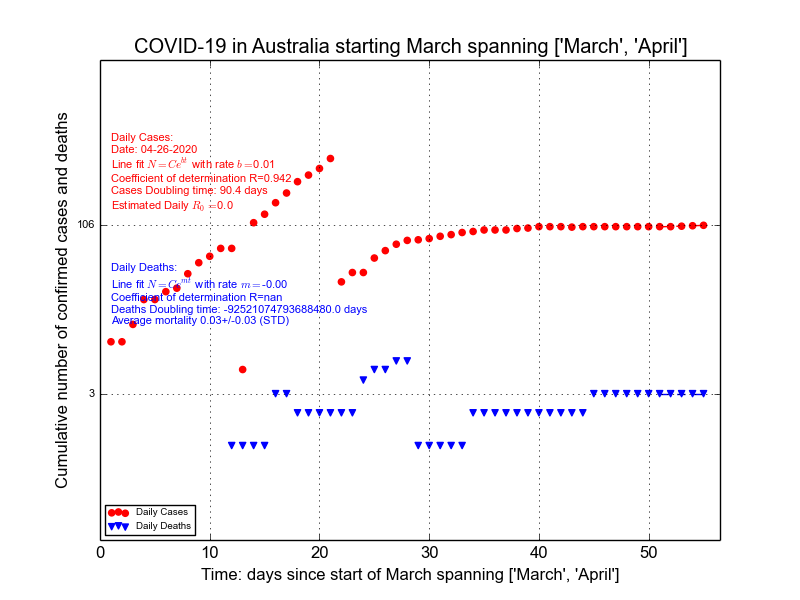 COVID-19 in Australia starting March spanning ['March', 'April']
Cumulative number of confirmed cases and deaths
Daily Cases:
Date: 04-26-2020
Line fit N = Ce^{bt} with rate b =0.01
Coefficient of determination R=0.942
Cases Doubling time: 90.4 days
Estimated Daily R_0 =0.0
106
Daily Deaths:
Line fit N = Ce^{mt} with rate m =-0.00
Coefficient of determination R=nan
Deaths Doubling time: -92521074793688480.0 days
Average mortality 0.03+/-0.03 (STD)
3
Daily Cases
Daily Deaths
0 10 20 30 40 50
Time: days since start of March spanning ['March', 'April']